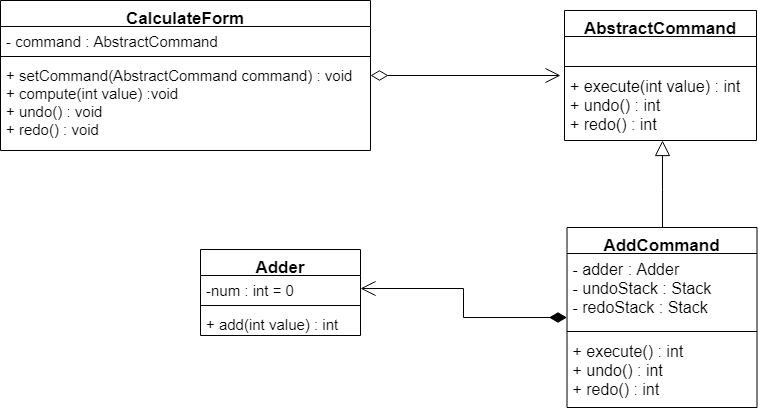 CalculateForm
- command : AbstractCommand
+ setCommand(AbstractCommand command) : void
+ compute(int value) :void
+ undo() : void
+ redo() : void
AbstractCommand
+ execute(int value) : int
+ undo() : int
+ redo() : int
Adder
-num : int = 0
+ add(int value) : int
AddCommand
- adder : Adder
- undoStack : Stack
- redoStack : Stack
+ execute() : int
+ undo() : int
+ redo() : int